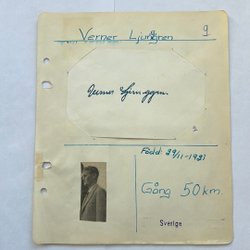 Verner Ljunggren 9
Verner Ljunggren.
Född: 29/11-1931
Gång 50 km.
Sverige